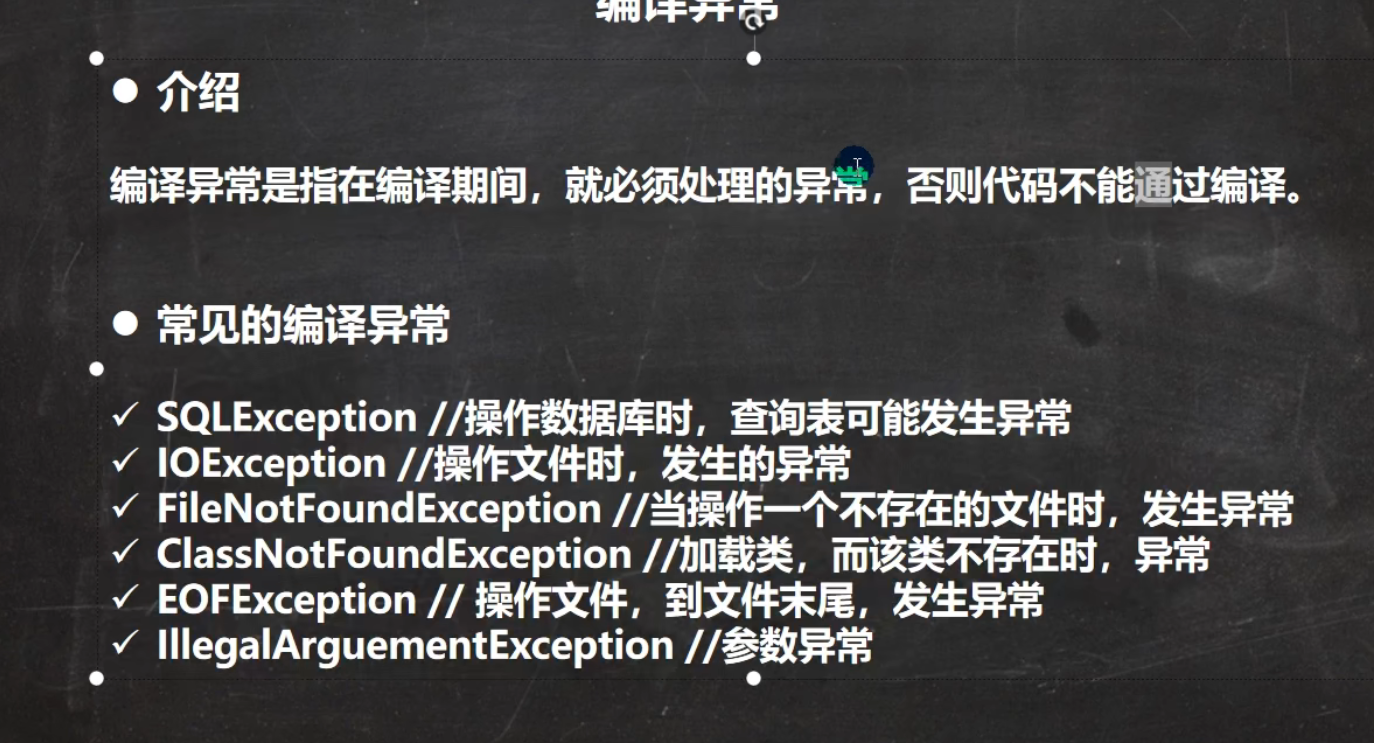 编译异常
介绍
编译异常是指在编译期间，就必须处理的异常，否则代码不能通过编译。
常见的编译异常
SQLException //操作数据库时，查询表可能发生异常
IOException //操作文件时，发生的异常
FileNotFoundException //当操作一个不存在的文件时，发生异常
ClassNotFoundException //加载类，而该类不存在时，异常
EOFException // 操作文件，到文件末尾，发生异常
IllegalArguementException //参数异常